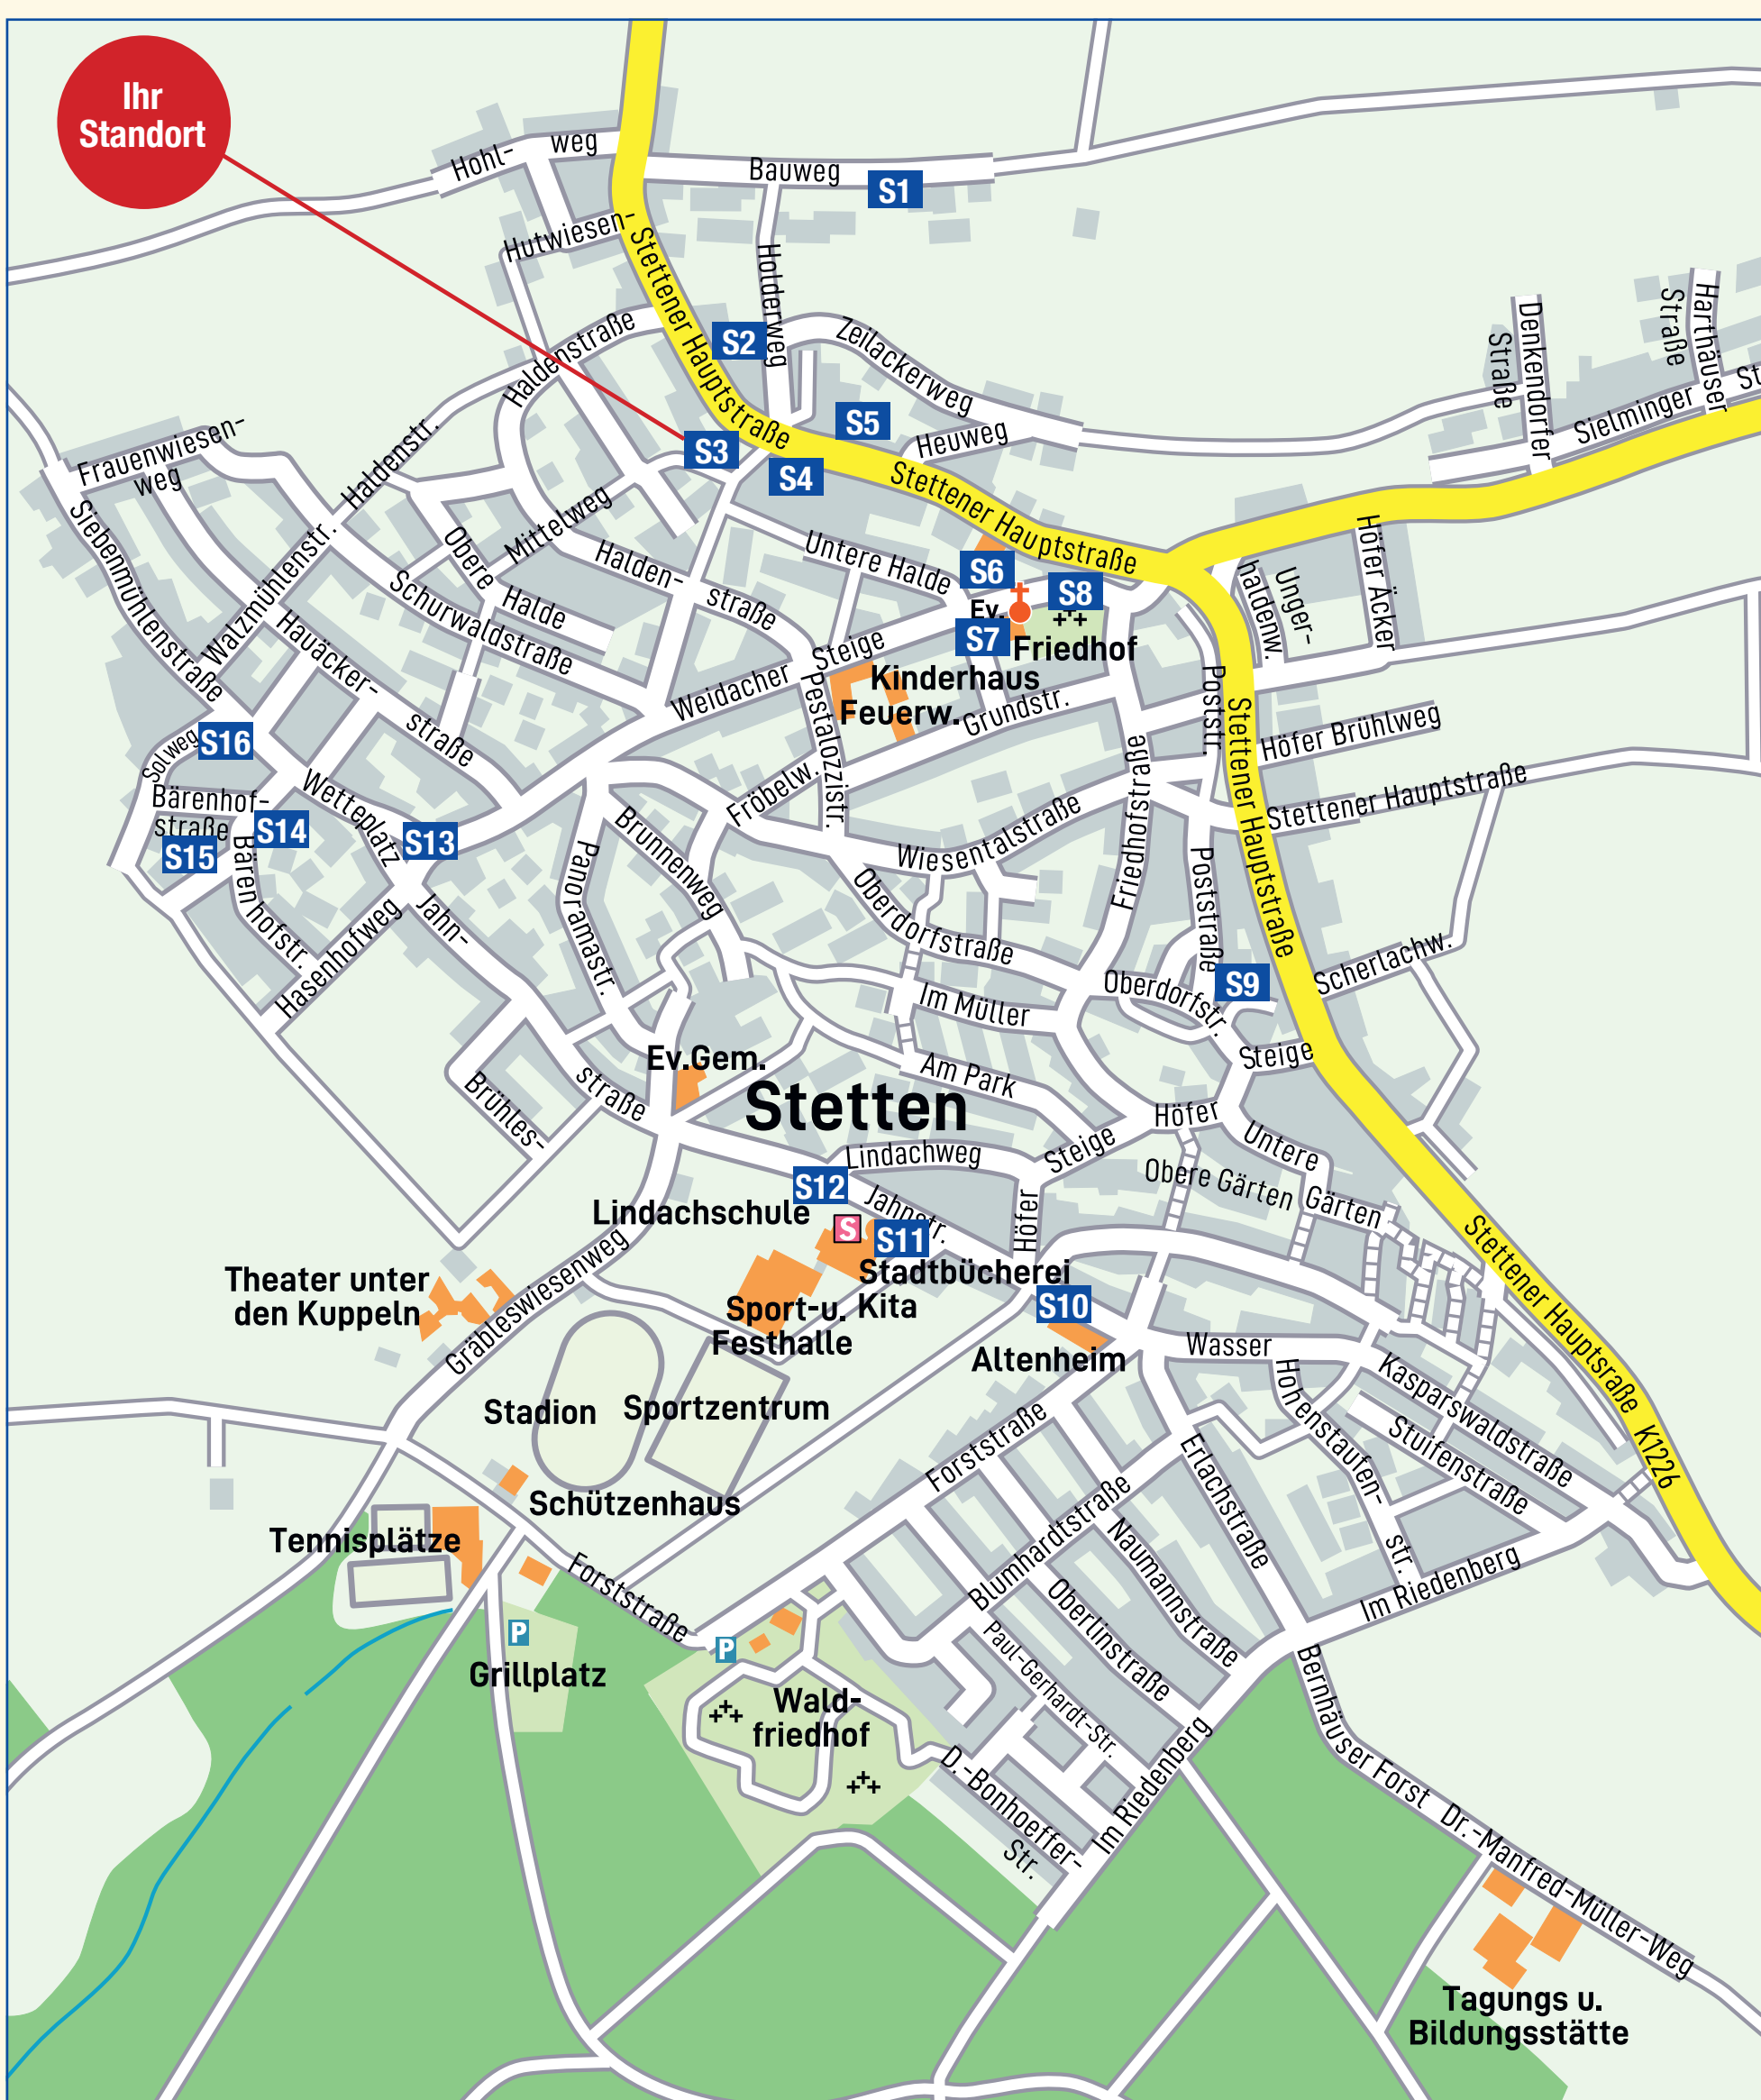 Ihr
Standort
Hohl-
weg
Bauweg
S1
Hutwiesen-
Stettener Hauptstraße
Holderweg
S2
Haldenstraße
Zeilackerweg
S5
Heuweg
S3
S4
Denkendorfer
Straße
Harthäuser
Straße
Sielminger
St
Frauenwiesen-
weg
Haldenstr.
Walzmühlenstr.
Siebenmühlenstraße
Mittelweg
Obere
Halde
Halden-
straße
Schurwaldstraße
Hauäcker-
straße
Stettener Hauptstraße
Untere Halde
S6
S8
Ev.
S7
Friedhof
Kinderhaus
Feuerw.
Weidacher
Steige
Pestalozzistr.
Grundstr.
Fröbelw.
Unger-
haldenw.
Höfer Äcker
Poststr.
Stettener Hauptstraße
Höfer Brühlweg
Stettener Hauptstraße
Solweg
S16
Bärenhof-
straße
S14
S15
Bärenhofstr.
Wetteplatz
S13
Hasenhofweg
Jahn-
straße
Panoramastr.
Brunnenweg
Wiesentalstraße
Friedhofstraße
Poststraße
Oberdorfstraße
Oberdorfstr.
S9
Scherlachw.
Im Müller
Am Park
Steige
Ev.Gem.
Stetten
Brühles-
Höfer
Steige
Untere
Gärten
Obere Gärten
Lindachweg
S12
Jahnstr.
Höfer
Lindachschule
S
S11
Stadtbücherei
Kita
Sport-u.
Festhalle
S10
Altenheim
Theater unter
den Kuppeln
Gräbleswiesenweg
Stadion
Sportzentrum
Wasser
Hohenstaufen-
str.
Kasparswaldstraße
Stuifenstraße
Stettener Hauptsraße
K1226
Schützenhaus
Tennisplätze
Forststraße
Forststraße
Blumhardtstraße
Erlachstraße
Naumannstraße
Oberlinstraße
Paul-Gerhardt-Str.
Im Riedenberg
P
Grillplatz
P
Wald-
friedhof
D.-Bonhoeffer-
Str.
Im Riedenberg
Bernhäuser Forst
Dr.-Manfred-Müller-Weg
Tagungs u.
Bildungsstätte